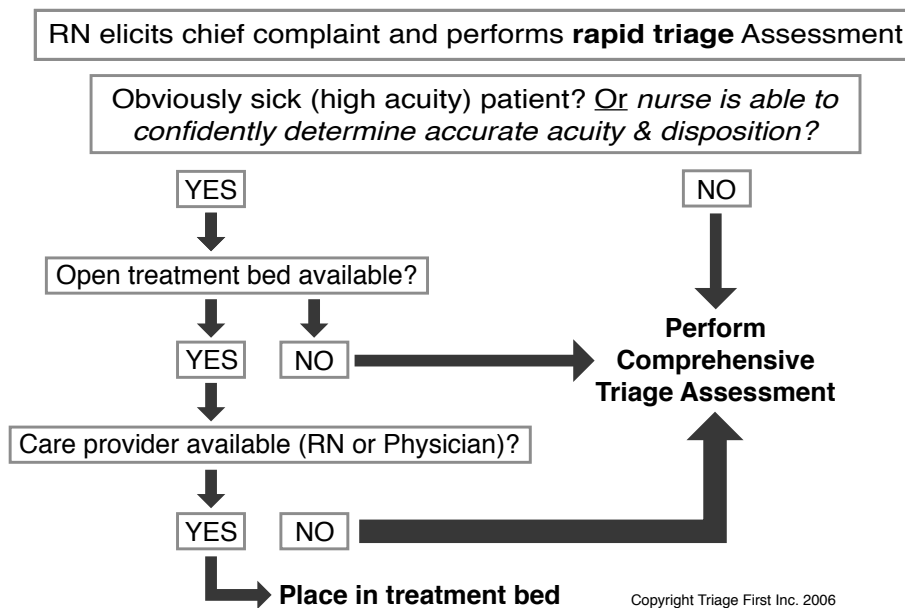 RN elicits chief complaint and performs rapid triage Assessment
Obviously sick (high acuity) patient? Or nurse is able to
confidently determine accurate acuity & disposition?
YES
NO
Open treatment bed available?
YES
NO
Perform
Comprehensive
Triage Assessment
Care provider available (RN or Physician)?
YES
NO
Place in treatment bed
Copyright Triage First Inc. 2006